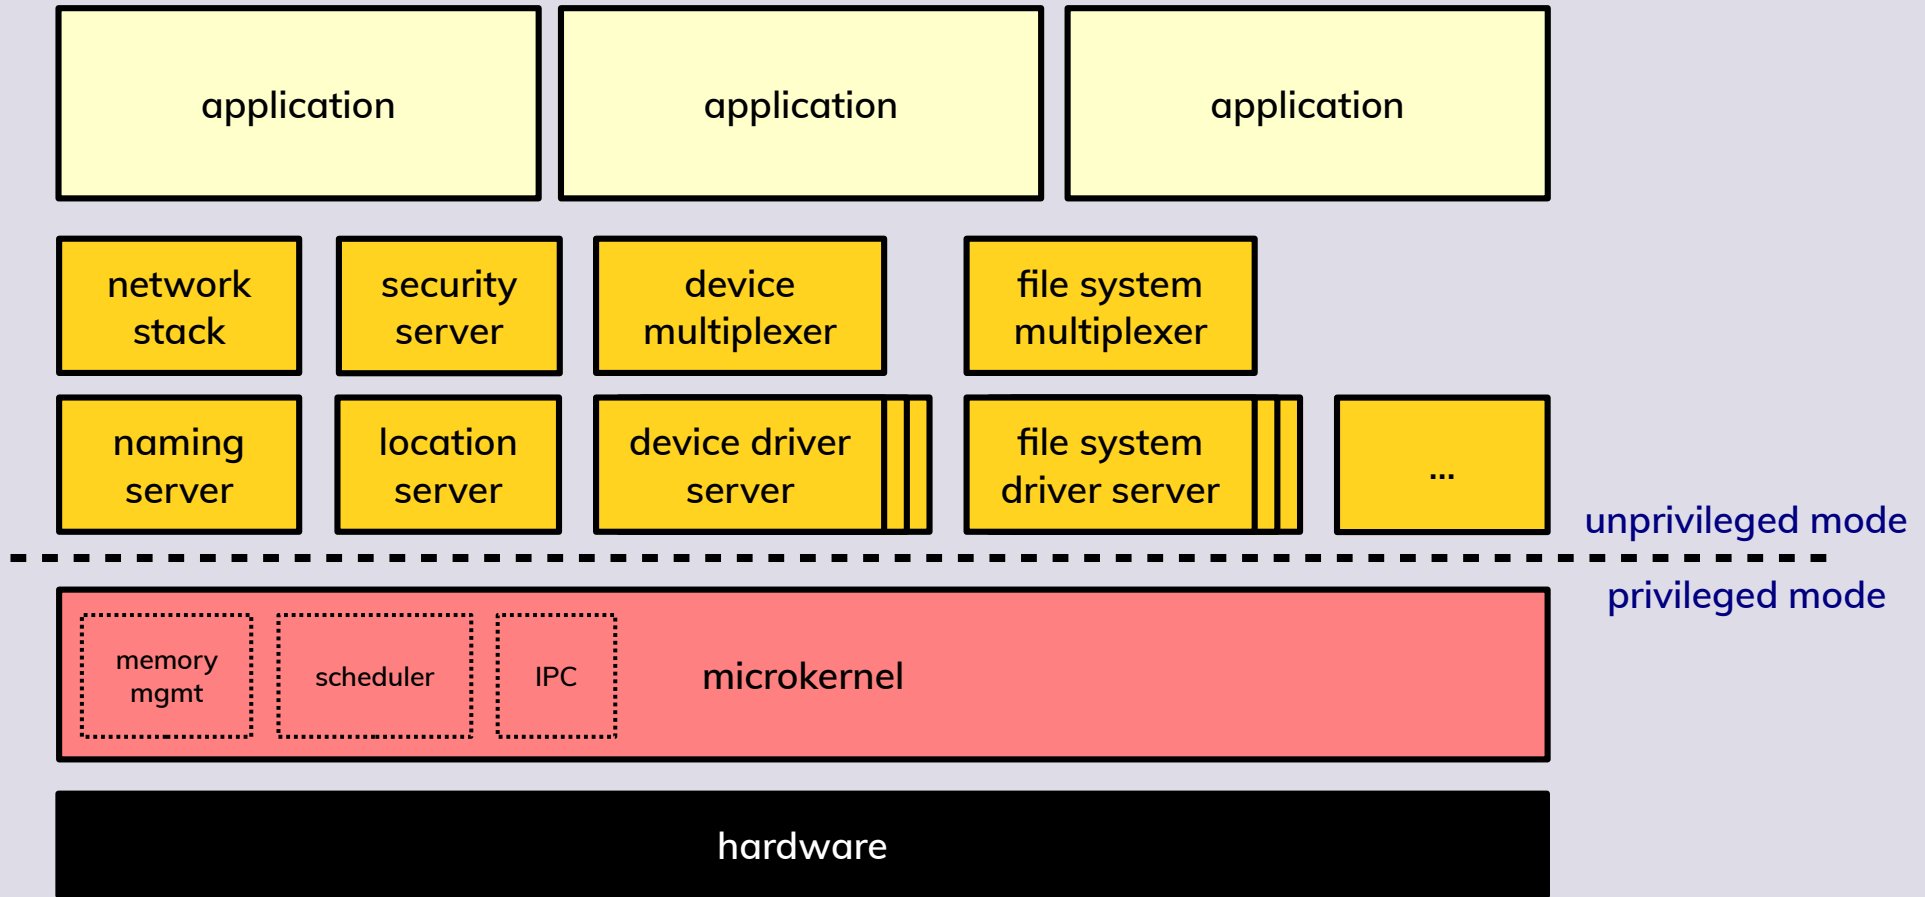 application
application
application
network
stack
security
server
device
multiplexer
file system
multiplexer
naming
server
location
server
device driver
server
file system
driver server
...
unprivileged mode
privileged mode
memory
mgmt
scheduler
IPC
microkernel
hardware